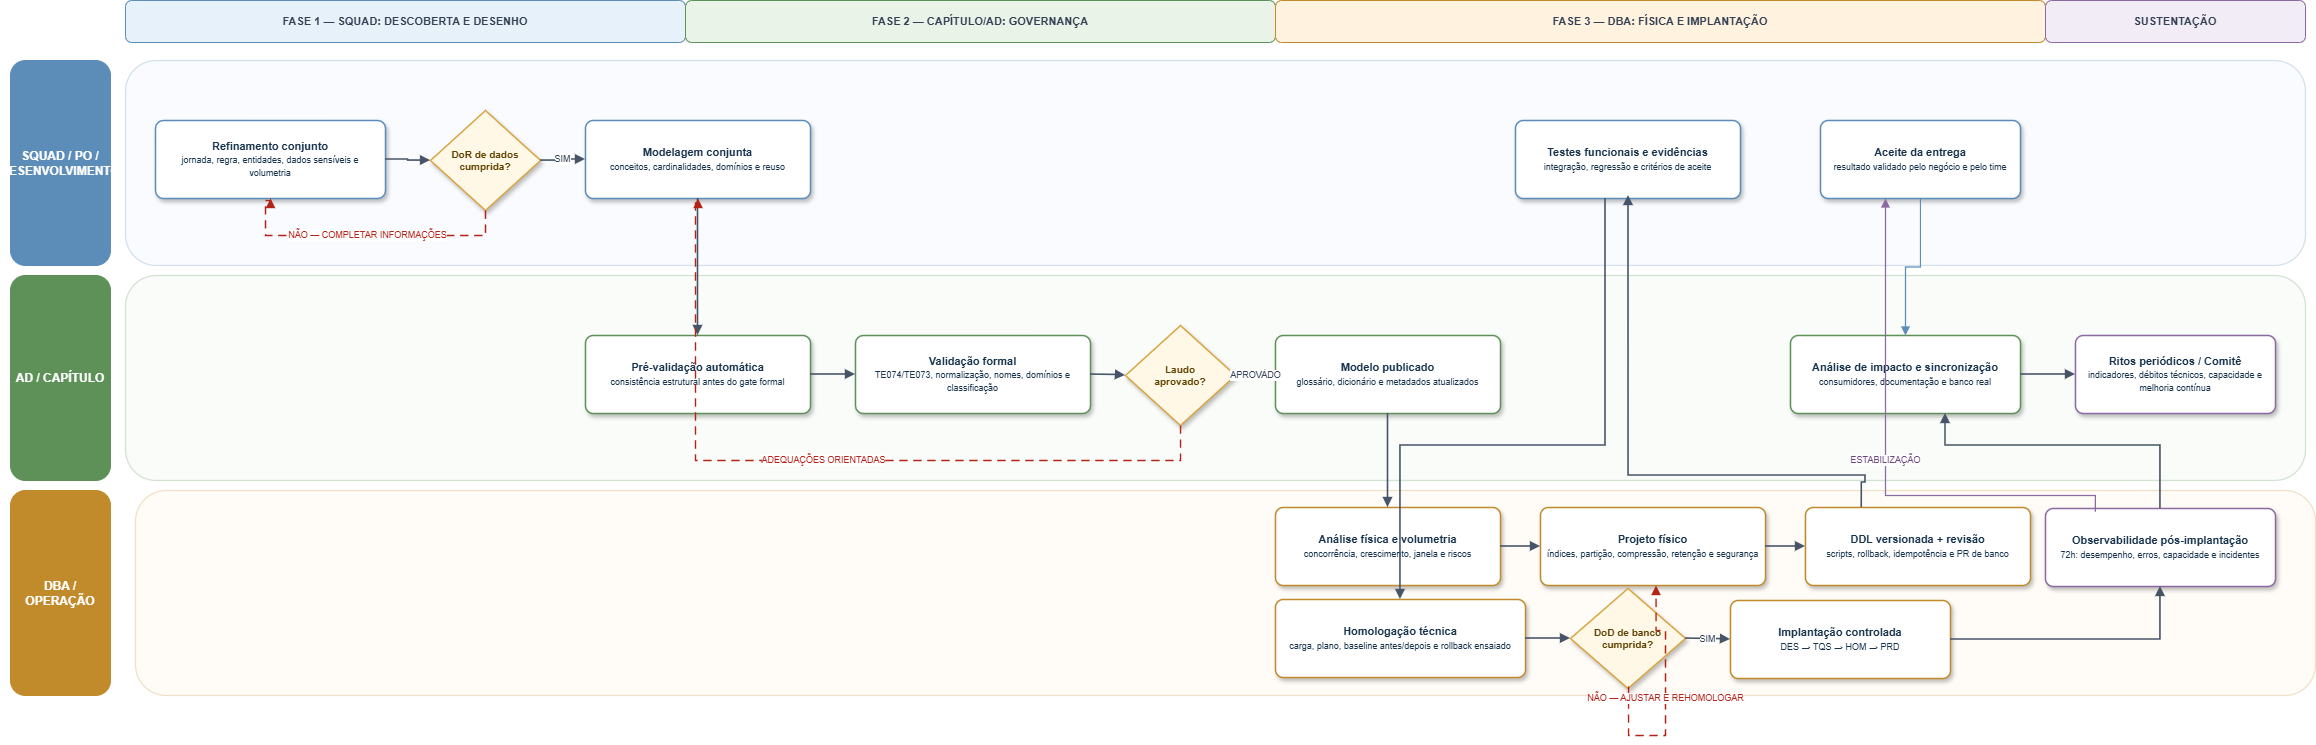 FASE 1 — SQUAD: DESCOBERTA E DESENHO
FASE 2 — CAPÍTULO/AD: GOVERNANÇA
FASE 3 — DBA: FÍSICA E IMPLANTAÇÃO
SUSTENTAÇÃO
SQUAD / PO /
ESENVOLVIMENT
Refinamento conjunto
jornada, regra, entidades, dados sensíveis e
volumetria
DoR de dados
cumprida?
SIM
Modelagem conjunta
conceitos, cardinalidades, domínios e reuso
NÃO — COMPLETAR INFORMAÇÕES
Testes funcionais e evidências
integração, regressão e critérios de aceite
Aceite da entrega
resultado validado pelo negócio e pelo time
AD / CAPÍTULO
Pré-validação automática
consistência estrutural antes do gate formal
Validação formal
TE074/TE073, normalização, nomes, domínios e
classificação
Laudo
aprovado?
APROVADO
Modelo publicado
glossário, dicionário e metadados atualizados
ADEQUAÇÕES ORIENTADAS
Análise de impacto e sincronização
consumidores, documentação e banco real
Ritos periódicos / Comitê
indicadores, débitos técnicos, capacidade e
melhoria contínua
ESTABILIZAÇÃO
DBA /
OPERAÇÃO
Análise física e volumetria
concorrência, crescimento, janela e riscos
Projeto físico
índices, partição, compressão, retenção e segurança
DDL versionada + revisão
scripts, rollback, idempotência e PR de banco
Observabilidade pós-implantação
72h: desempenho, erros, capacidade e incidentes
Homologação técnica
carga, plano, baseline antes/depois e rollback ensaiado
DoD de banco
cumprida?
SIM
Implantação controlada
DES → TQS → HOM → PRD
NÃO — AJUSTAR E REHOMOLOGAR